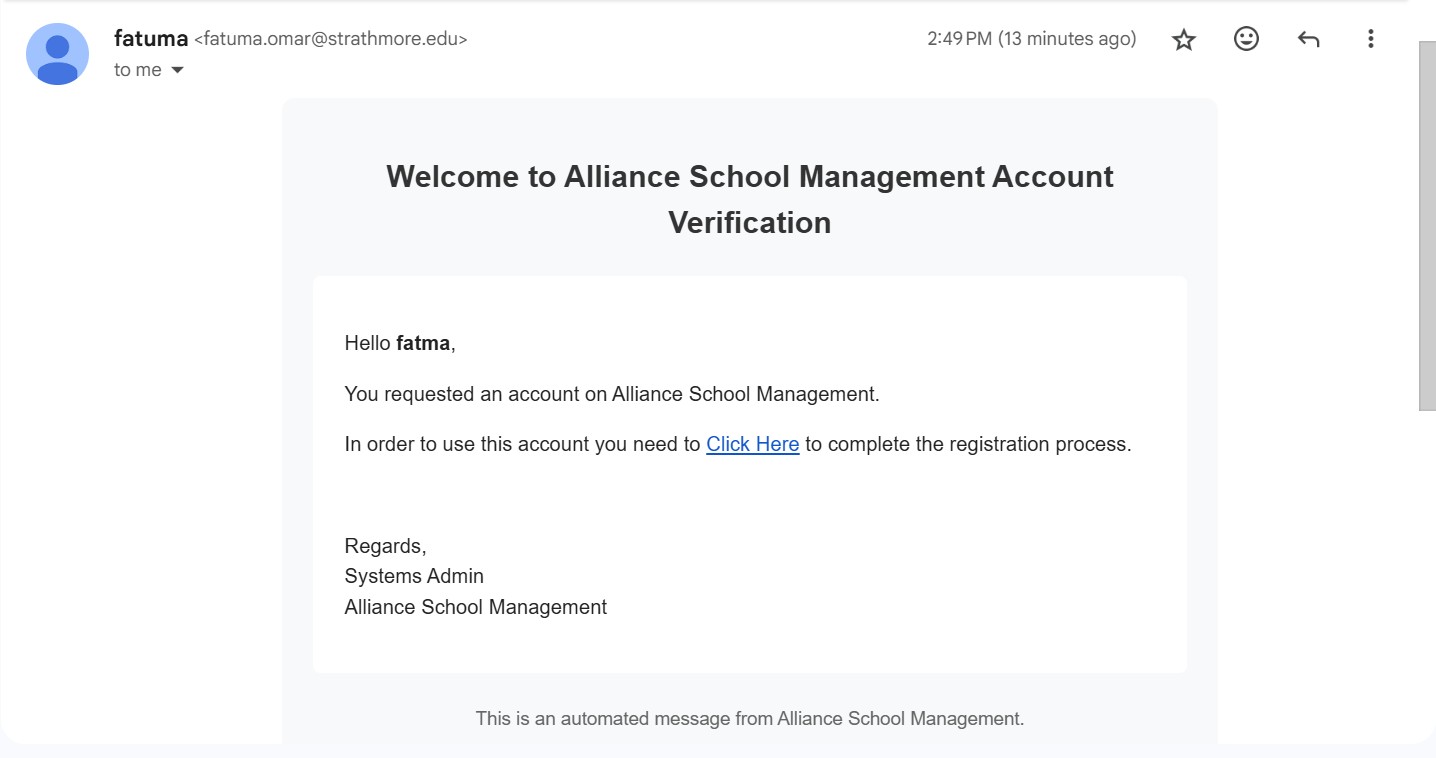 fatuma <fatuma.omar@strathmore.edu>
2:49 PM (13 minutes ago)
to me
Welcome to Alliance School Management Account
Verification
Hello fatma,
You requested an account on Alliance School Management.
In order to use this account you need to Click Here to complete the registration process.
Regards,
Systems Admin
Alliance School Management
This is an automated message from Alliance School Management.